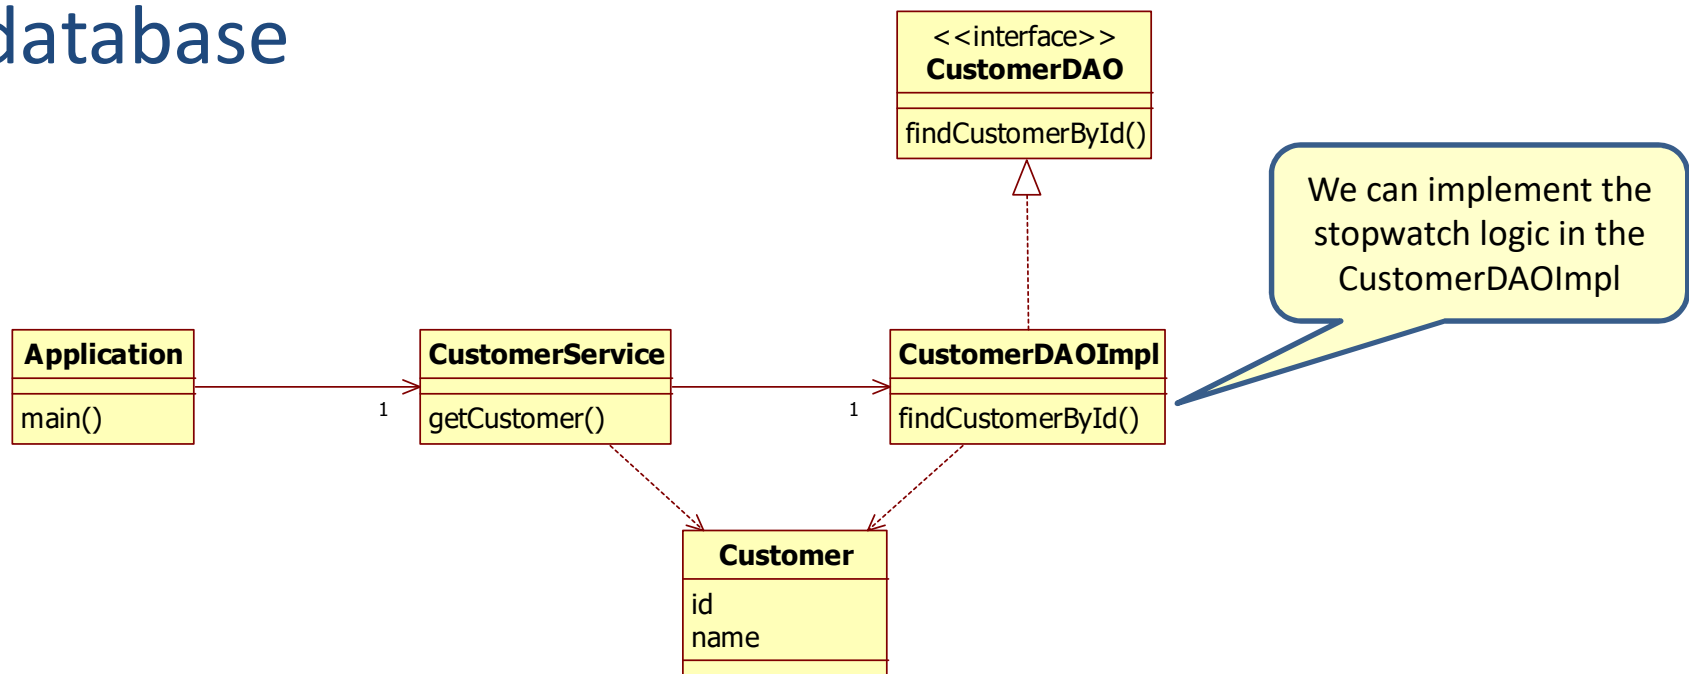 database
<<interface>>
CustomerDAO
findCustomerById()
We can implement the
stopwatch logic in the
CustomerDAOImpl
Application
main()
1
CustomerService
getCustomer()
1
CustomerDAOImpl
findCustomerById()
Customer
id
name